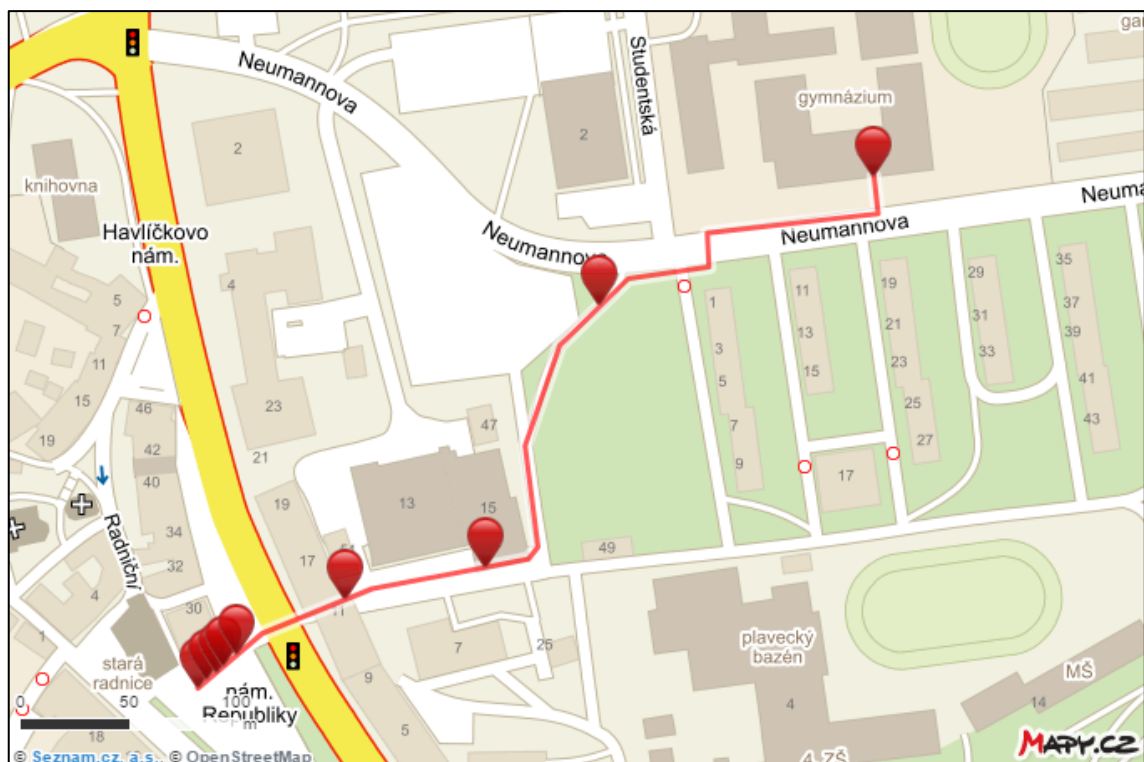 Neumannova
Studentská
gymnázium
2
2
knihovna
Havlíčkovo
nám.
Neumannova
Neumannova
4
5
7
11
15
19
46
42
40
34
32
30
23
21
19
17
13
15
47
49
1
3
5
7
9
11
13
15
19
21
23
25
27
17
29
31
33
35
37
39
41
43
Radniční
4
1
stará
radnice
nám.
Republiky
9
5
7
25
plavecký
bazén
4
4. ZŠ
MŠ
14
18
0 50 100
m
© Seznam.cz, a.s., © OpenStreetMap
MAPY.CZ